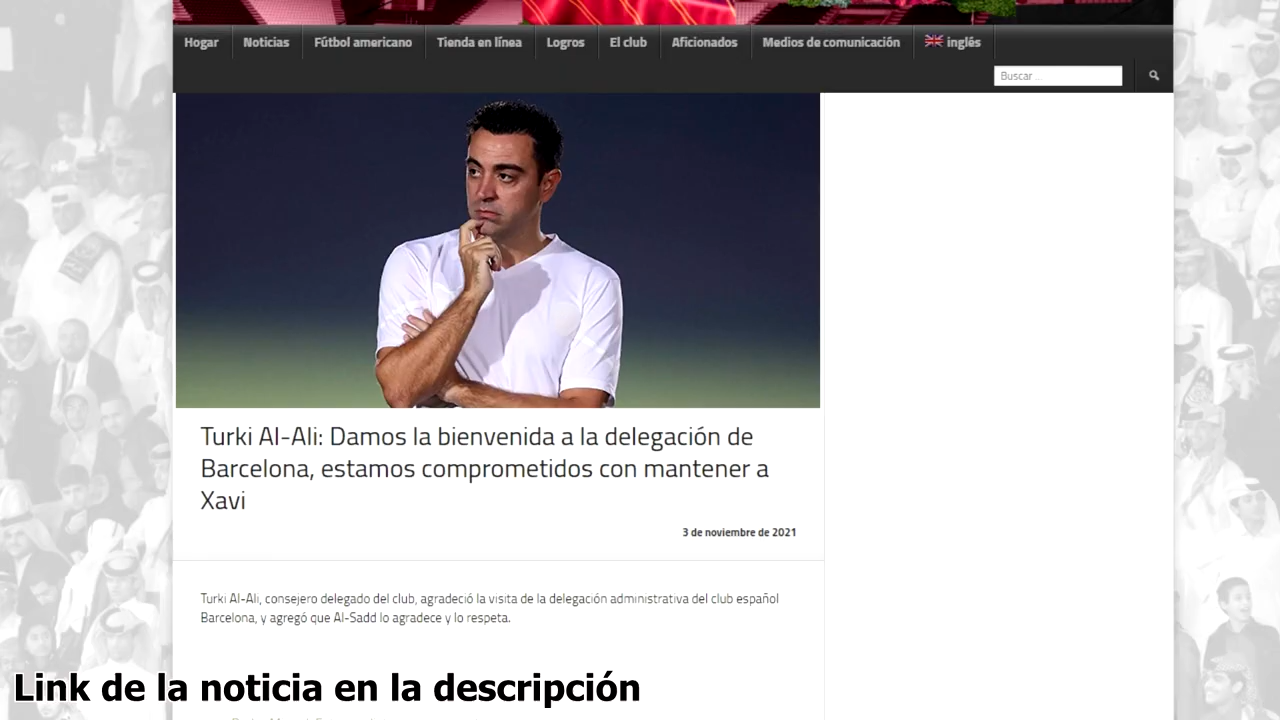 Hogar Noticias Fútbol americano Tienda en línea Logros El club Aficionados Medios de comunicación inglés
Buscar ...
Turki Al-Ali: Damos la bienvenida a la delegación de
Barcelona, estamos comprometidos con mantener a
Xavi
3 de noviembre de 2021
Turki Al-Ali, consejero delegado del club, agradeció la visita de la delegación administrativa del club español
Barcelona, y agregó que Al-Sadd lo agradece y lo respeta.
Link de la noticia en la descripción